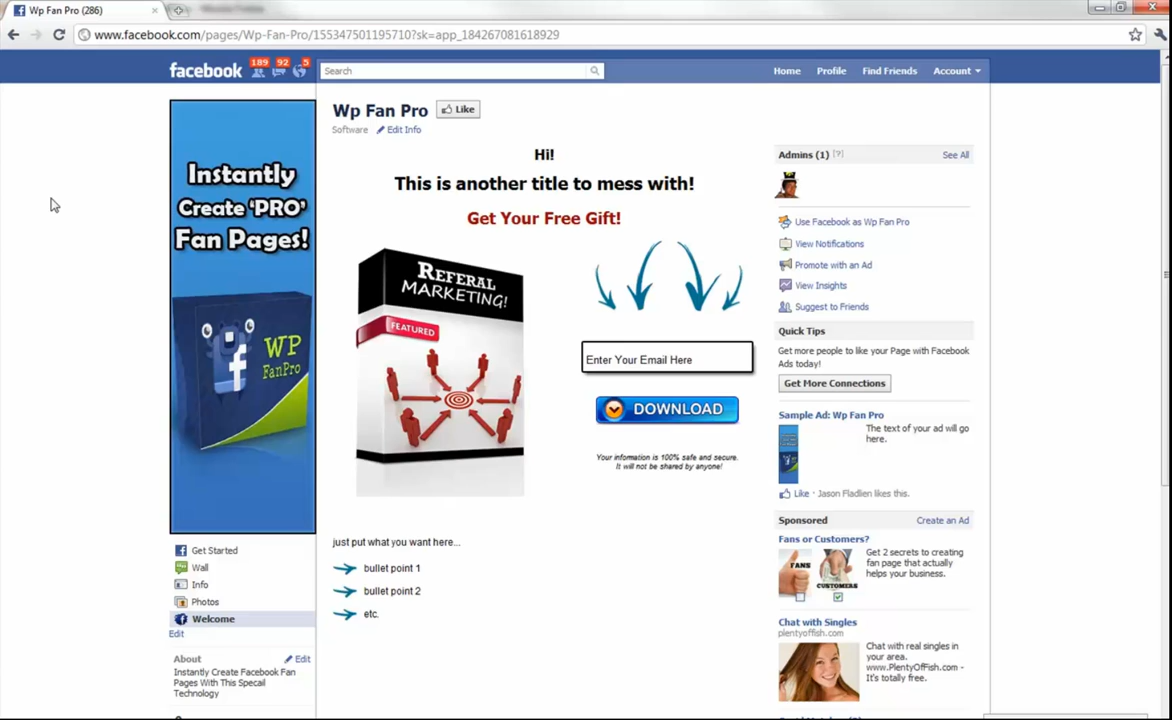 Wp Fan Pro (286)
www.facebook.com/pages/Wp-Fan-Pro/155347501195710?sk=app_184267081618929
facebook
189
92
5
Search
Home
Profile
Find Friends
Account
Instantly
Create 'PRO'
Fan Pages!
WP
FanPro
Get Started
Wall
Info
Photos
Welcome
Edit
About
Edit
Instantly Create Facebook Fan
Pages With This Specail
Technology
Wp Fan Pro
Like
Software
Edit Info
Hi!
This is another title to mess with!
Get Your Free Gift!
REFERAL
MARKETING!
FEATURED
Enter Your Email Here
DOWNLOAD
Your information is 100% safe and secure.
It will not be shared by anyone!
just put what you want here...
bullet point 1
bullet point 2
etc.
Admins (1) [?]
See All
Use Facebook as Wp Fan Pro
View Notifications
Promote with an Ad
View Insights
Suggest to Friends
Quick Tips
Get more people to like your Page with Facebook
Ads today!
Get More Connections
Sample Ad: Wp Fan Pro
The text of your ad will go
here.
Like · Jason Fladlien likes this.
Sponsored
Create an Ad
Fans or Customers?
FANS
CUSTOMERS
Get 2 secrets to creating
fan page that actually
helps your business.
Chat with Singles
plentyoffish.com
Chat with real singles in
your area.
www.PlentyOfFish.com -
It's totally free.